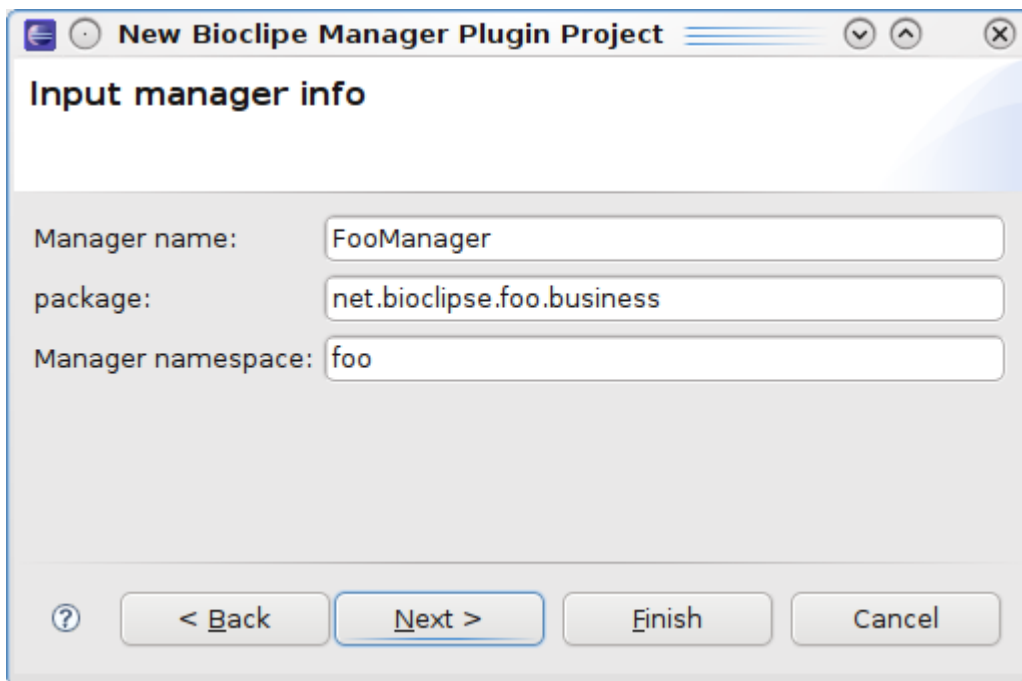 New Bioclipe Manager Plugin Project
Input manager info
Manager name: FooManager
package: net.bioclipse.foo.business
Manager namespace: foo
? < Back Next > Finish Cancel